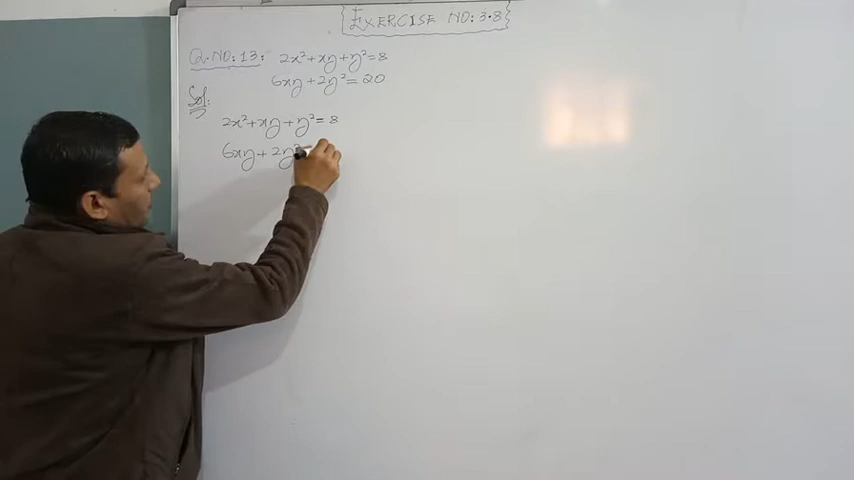 EXERCISE NO: 3.8
Q.NO: 13: 2x²+xy+y²=8
6xy+2y²=20
Sol:
2x²+xy+y²=8
6xy+2y²=